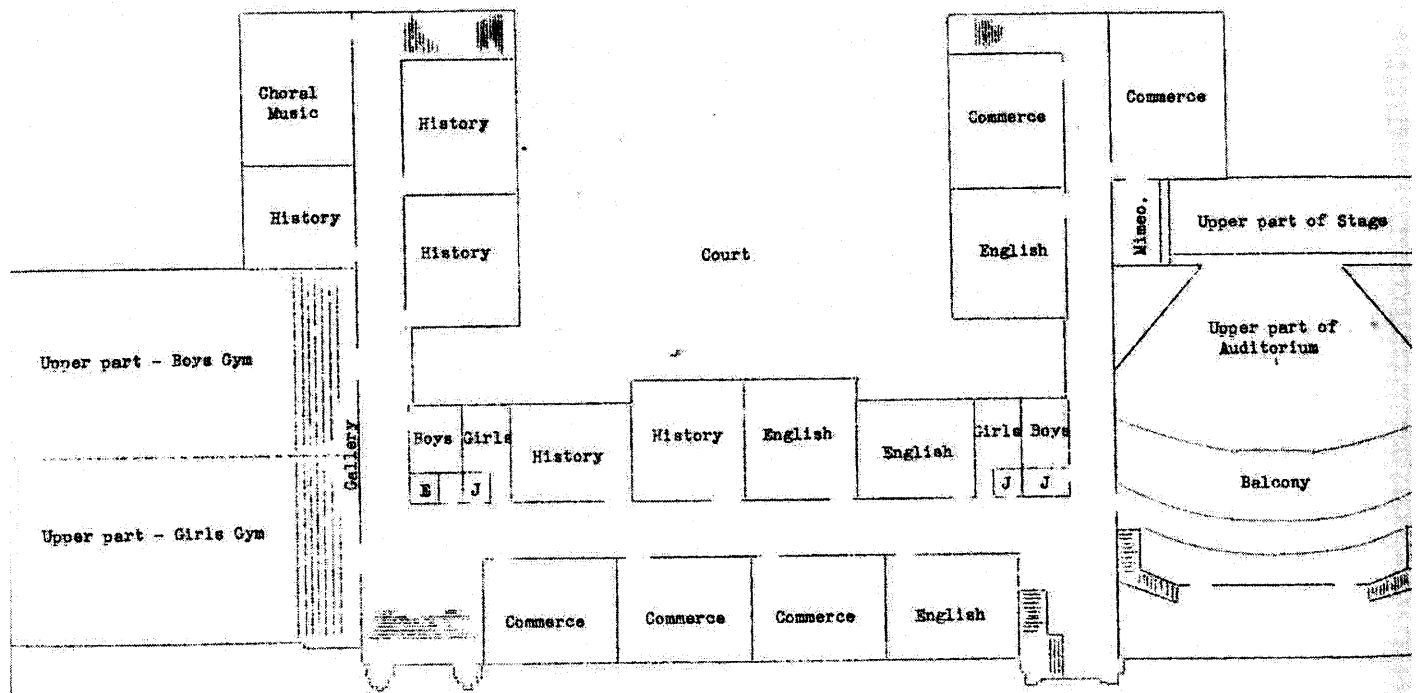 Choral
Music
History
Commerce
Commerce
History
History
Court
English
Mimeo.
Upper part of Stage
Upper part of
Auditorium
Upper part - Boys Gym
Gallery
Boys
Girls
History
History
English
English
Girls
Boys
E
J
J
J
Balcony
Upper part - Girls Gym
Commerce
Commerce
Commerce
English